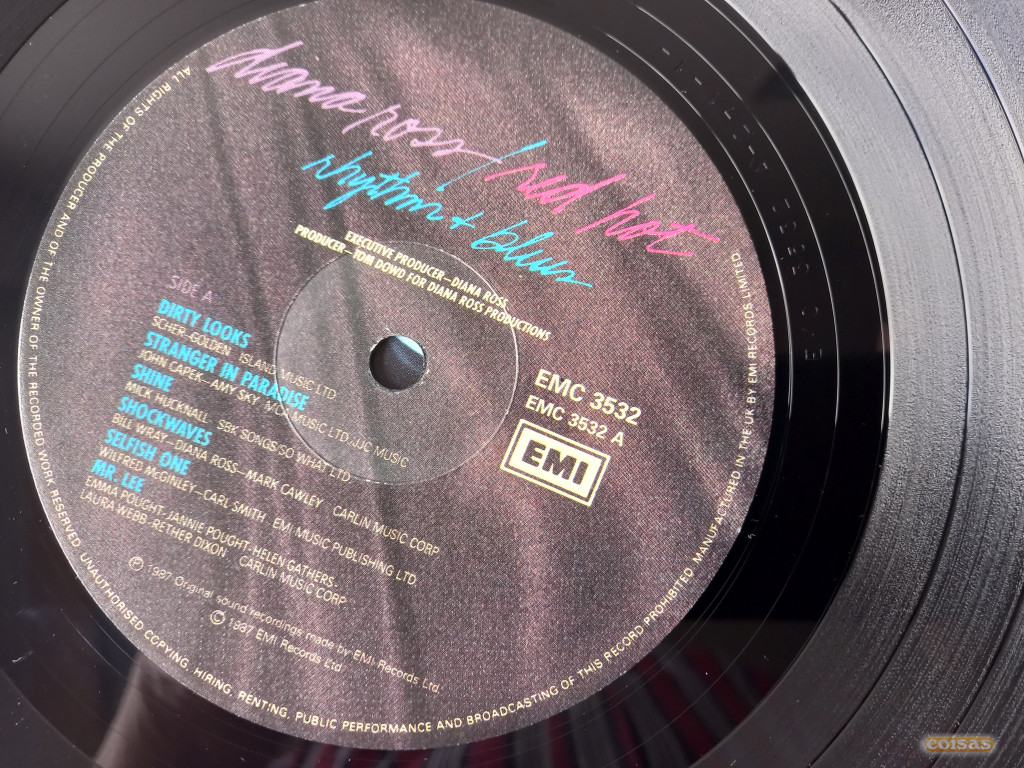 diana ross / red hot
rhythm + blues
EXECUTIVE PRODUCER—DIANA ROSS
PRODUCER—TOM DOWD FOR DIANA ROSS PRODUCTIONS
SIDE A
DIRTY LOOKS
SCHER-GOLDEN ISLAND MUSIC LTD
STRANGER IN PARADISE
JOHN CAPEK—AMY SKY MCA MUSIC LTD/JJC MUSIC
SHINE
MICK HUCKNALL SBK SONGS/SO WHAT LTD
SHOCKWAVES
BILL WRAY—DIANA ROSS—MARK CAWLEY CARLIN MUSIC CORP
SELFISH ONE
WILFRED McGINLEY—CARL SMITH EMI MUSIC PUBLISHING LTD
MR. LEE
EMMA POUGHT-JANNIE POUGHT-HELEN GATHERS-
LAURA WEBB-RETHER DIXON CARLIN MUSIC CORP
EMC 3532
EMC 3532 A
EMI
℗ 1987 Original sound recordings made by EMI Records Ltd
© 1987 EMI Records Ltd
ALL RIGHTS OF THE PRODUCER AND OF THE OWNER OF THE RECORDED WORK RESERVED. UNAUTHORISED COPYING, HIRING, RENTING, PUBLIC PERFORMANCE AND BROADCASTING OF THIS RECORD PROHIBITED. MANUFACTURED IN THE UK BY EMI RECORDS LIMITED
coisas